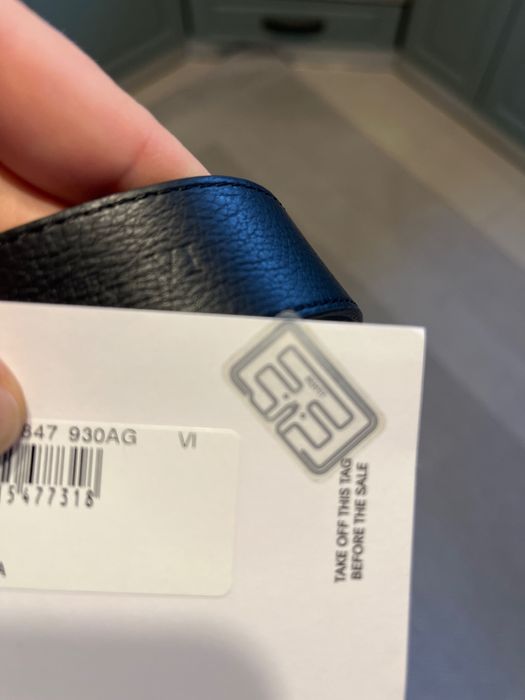 847 930AG VI
5477318
A
TAKE OFF THIS TAG
BEFORE THE SALE